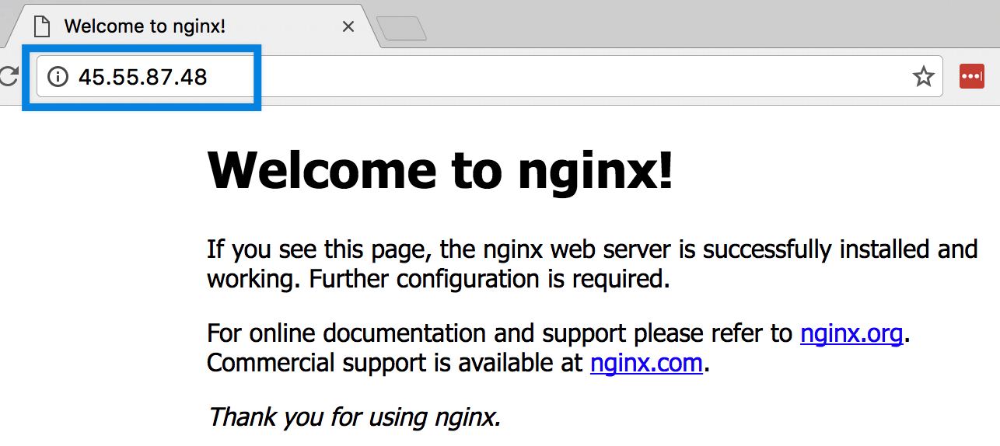 Welcome to nginx!
45.55.87.48
Welcome to nginx!
If you see this page, the nginx web server is successfully installed and
working. Further configuration is required.
For online documentation and support please refer to nginx.org.
Commercial support is available at nginx.com.
Thank you for using nginx.